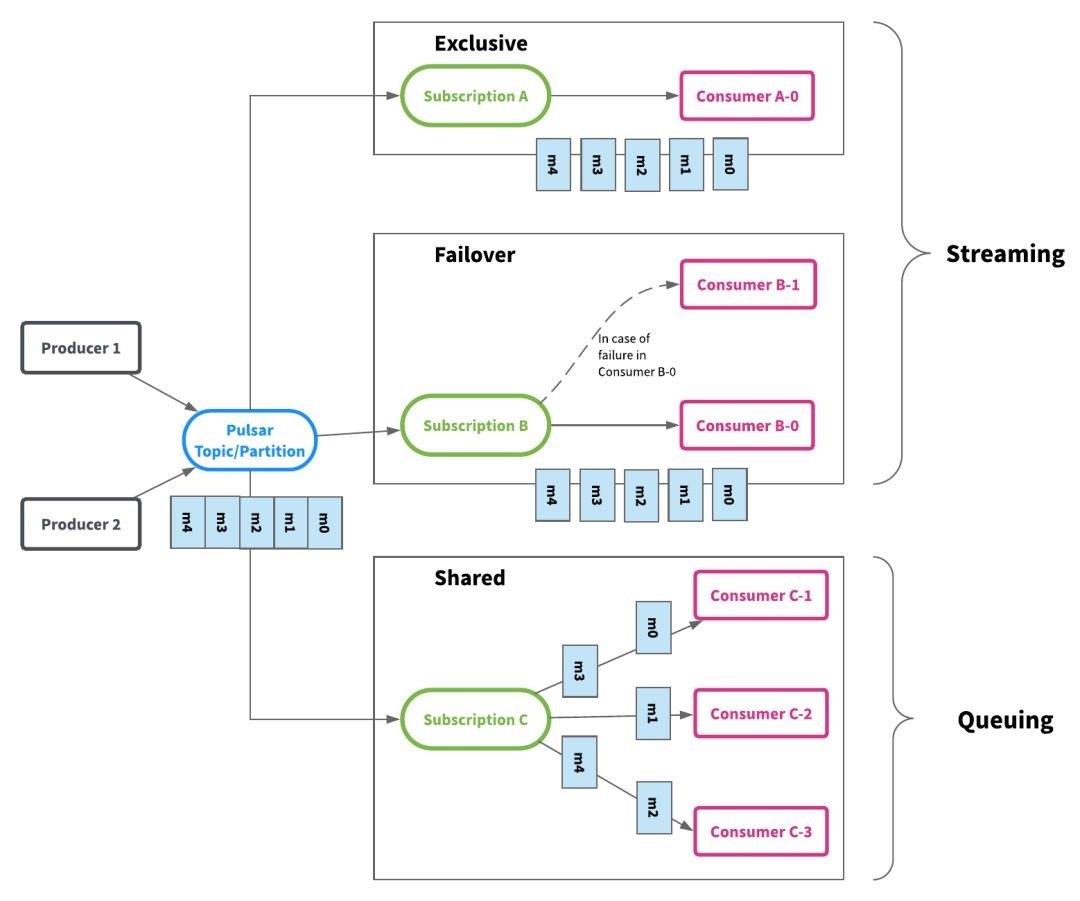 Exclusive
Subscription A
Consumer A-0
m4 m3 m2 m1 m0
Streaming
Failover
Consumer B-1
In case of
failure in
Consumer B-0
Subscription B
Consumer B-0
m4 m3 m2 m1 m0
Producer 1
Pulsar
Topic/Partition
Producer 2
m4 m3 m2 m1 m0
Shared
Consumer C-1
m0
m3
Subscription C
m1
Consumer C-2
m4
m2
Consumer C-3
Queuing